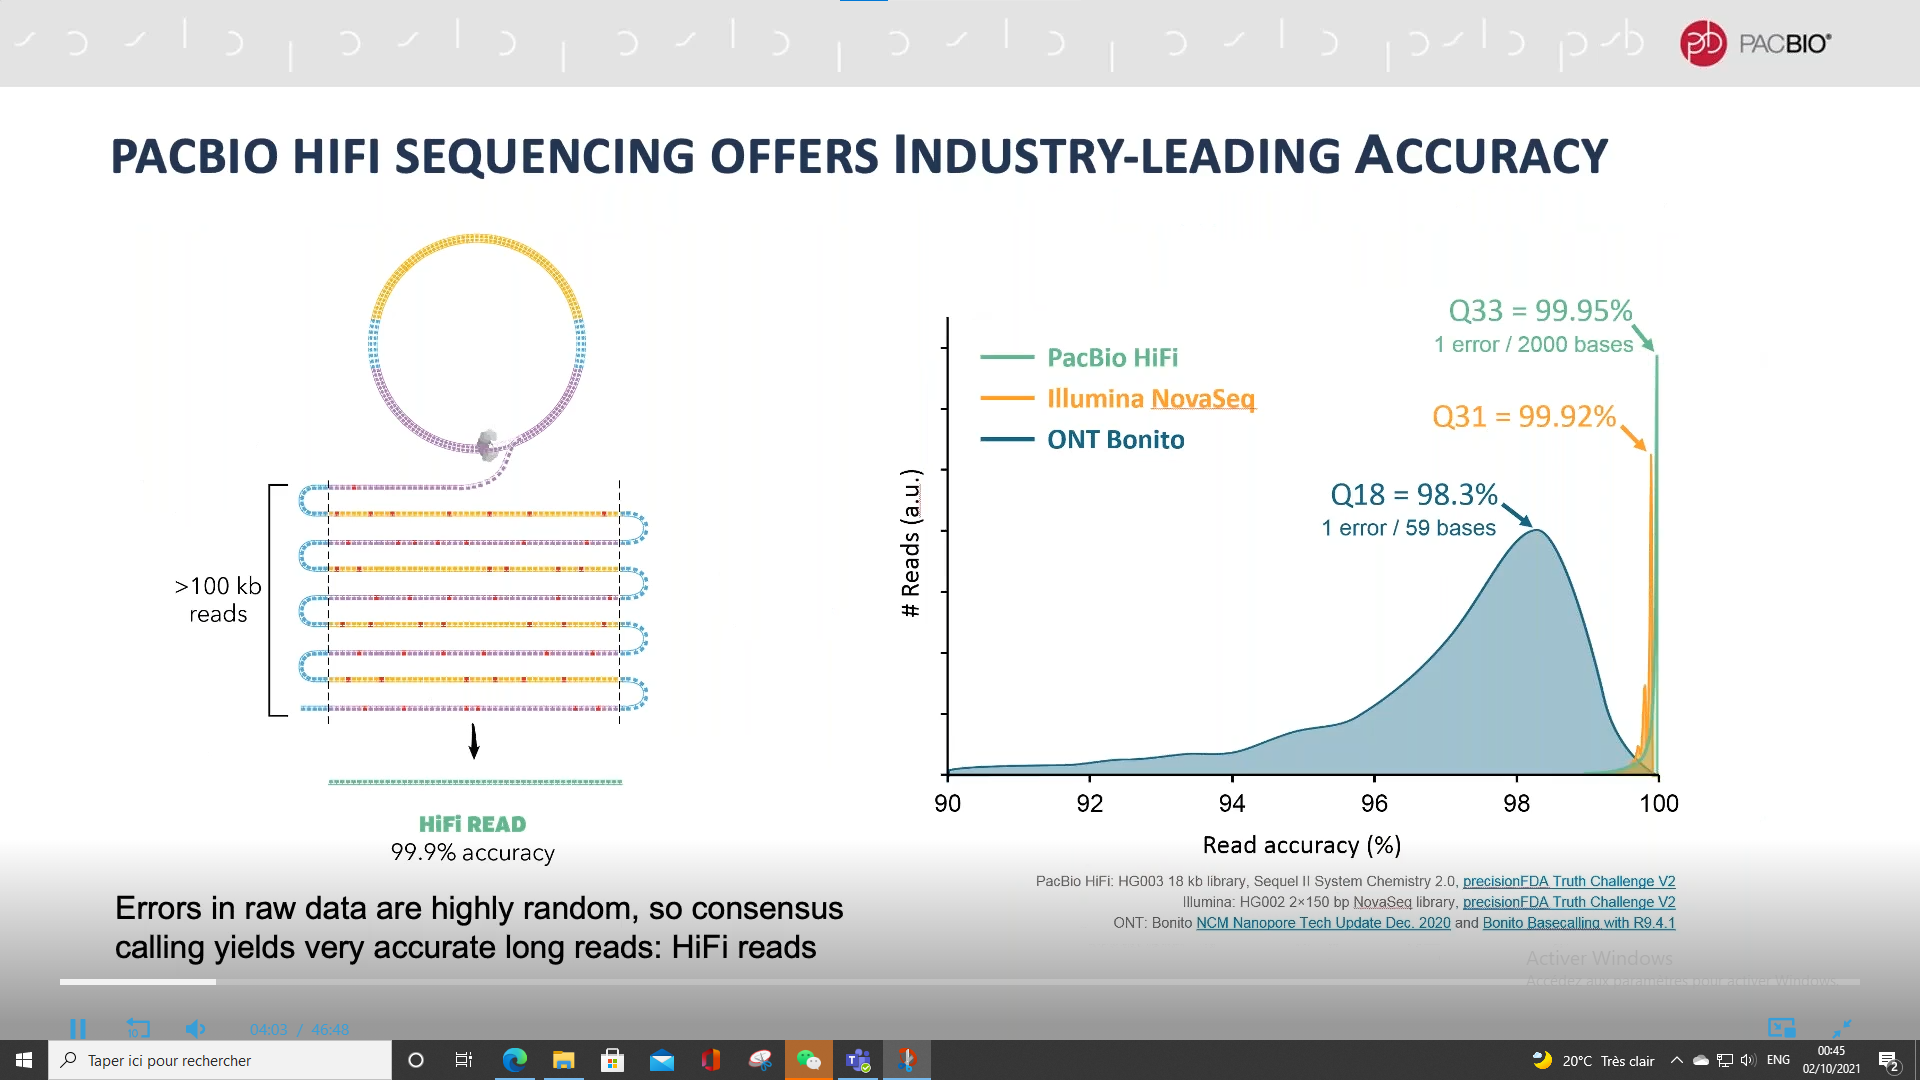 PACBIO®
PACBIO HIFI SEQUENCING OFFERS INDUSTRY-LEADING ACCURACY
>100 kb
reads
HiFi READ
99.9% accuracy
Errors in raw data are highly random, so consensus
calling yields very accurate long reads: HiFi reads
PacBio HiFi
Illumina NovaSeq
ONT Bonito
Q33 = 99.95%
1 error / 2000 bases
Q31 = 99.92%
Q18 = 98.3%
1 error / 59 bases
# Reads (a.u.)
90 92 94 96 98 100
Read accuracy (%)
PacBio HiFi: HG003 18 kb library, Sequel II System Chemistry 2.0, precisionFDA Truth Challenge V2
Illumina: HG002 2×150 bp NovaSeq library, precisionFDA Truth Challenge V2
ONT: Bonito NCM Nanopore Tech Update Dec. 2020 and Bonito Basecalling with R9.4.1
Activer Windows
Accédez aux paramètres pour activer Windows.
10
04:03 / 46:48
Taper ici pour rechercher
20°C Très clair
ENG
00:45
02/10/2021
2